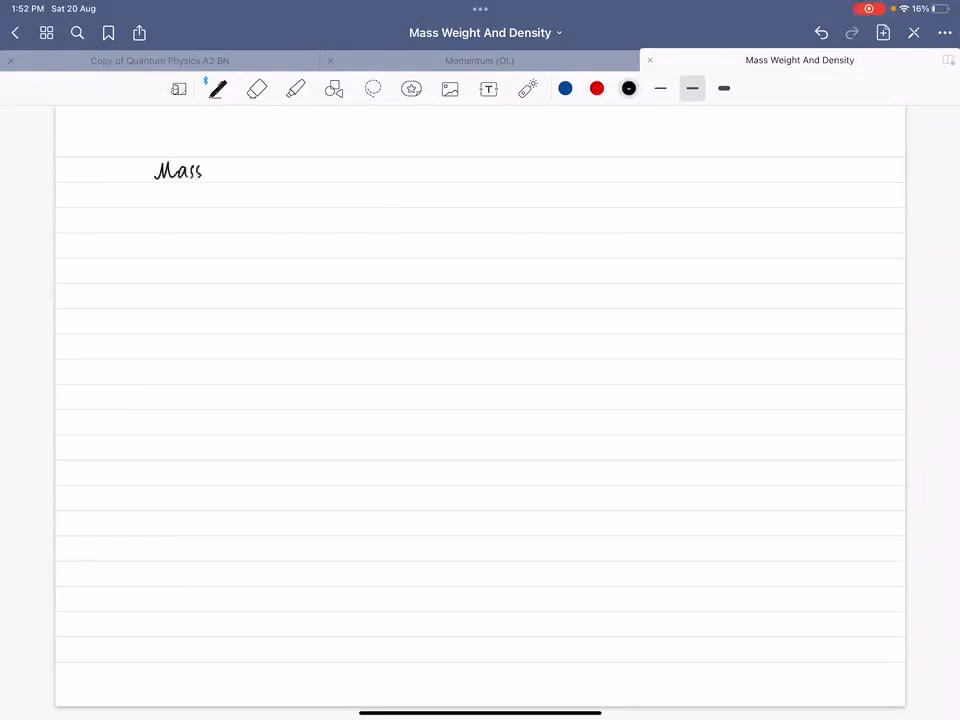 1:52 PM Sat 20 Aug
16%
Mass Weight And Density
Copy of Quantum Physics A2 BN
Momentum (OL)
Mass Weight And Density
T
Mass